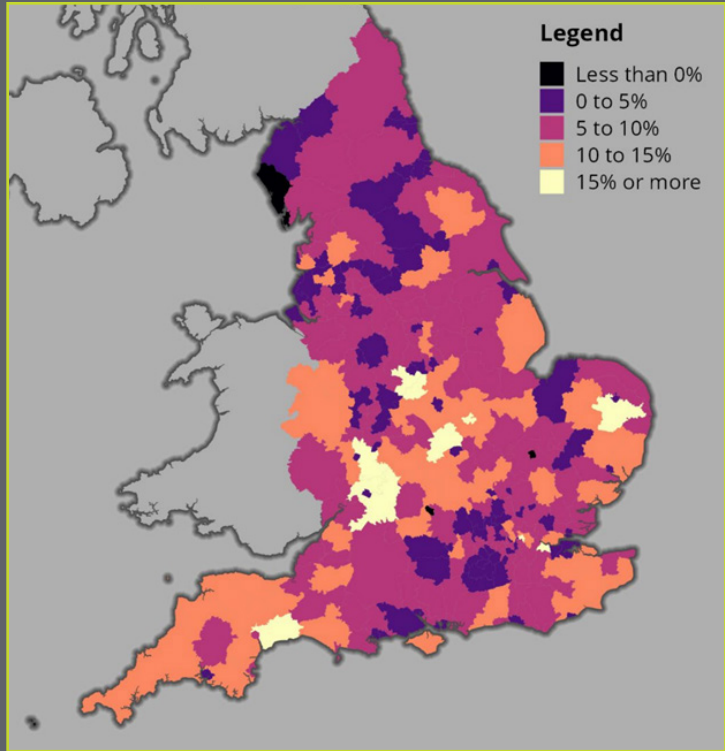 Legend
Less than 0%
0 to 5%
5 to 10%
10 to 15%
15% or more